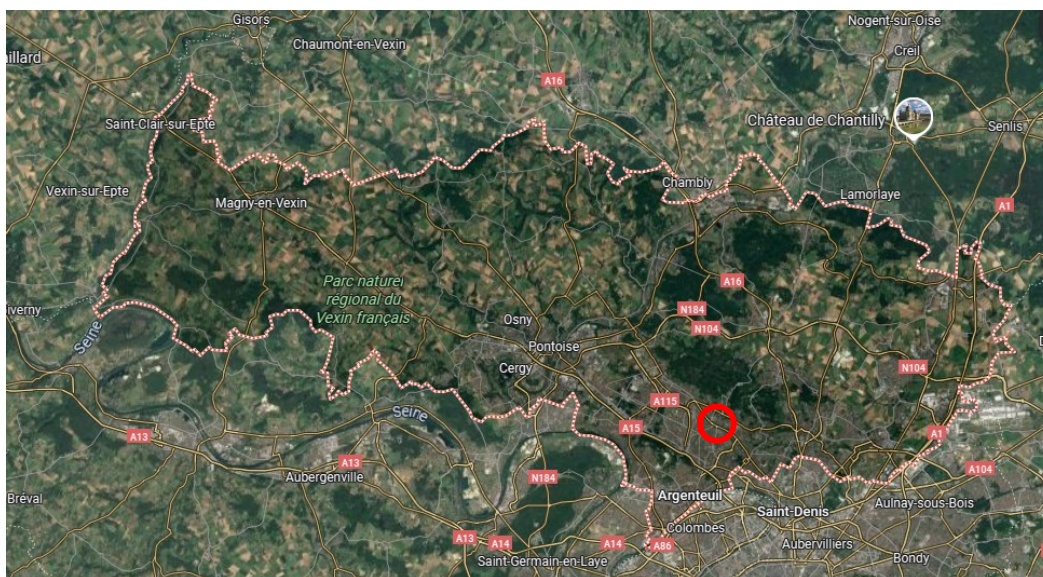 Gisors
Nogent-sur-Oise
aillard
Chaumont-en-Vexin
Creil
A16
Château de Chantilly
Saint-Clair-sur-Epte
Senlis
Vexin-sur-Epte
Chambly
Magny-en-Vexin
Lamorlaye
A1
Parc naturel
régional du
Vexin français
A16
iverny
N184
Osny
N104
Seine
Pontoise
Cergy
N104
A115
Seine
A15
A13
A1
A13
A104
Aubergenville
N184
Bréval
Argenteuil
Aulnay-sous-Bois
Saint-Denis
Colombes
A13
A14
A14
A86
Aubervilliers
Saint-Germain-en-Laye
Bondy